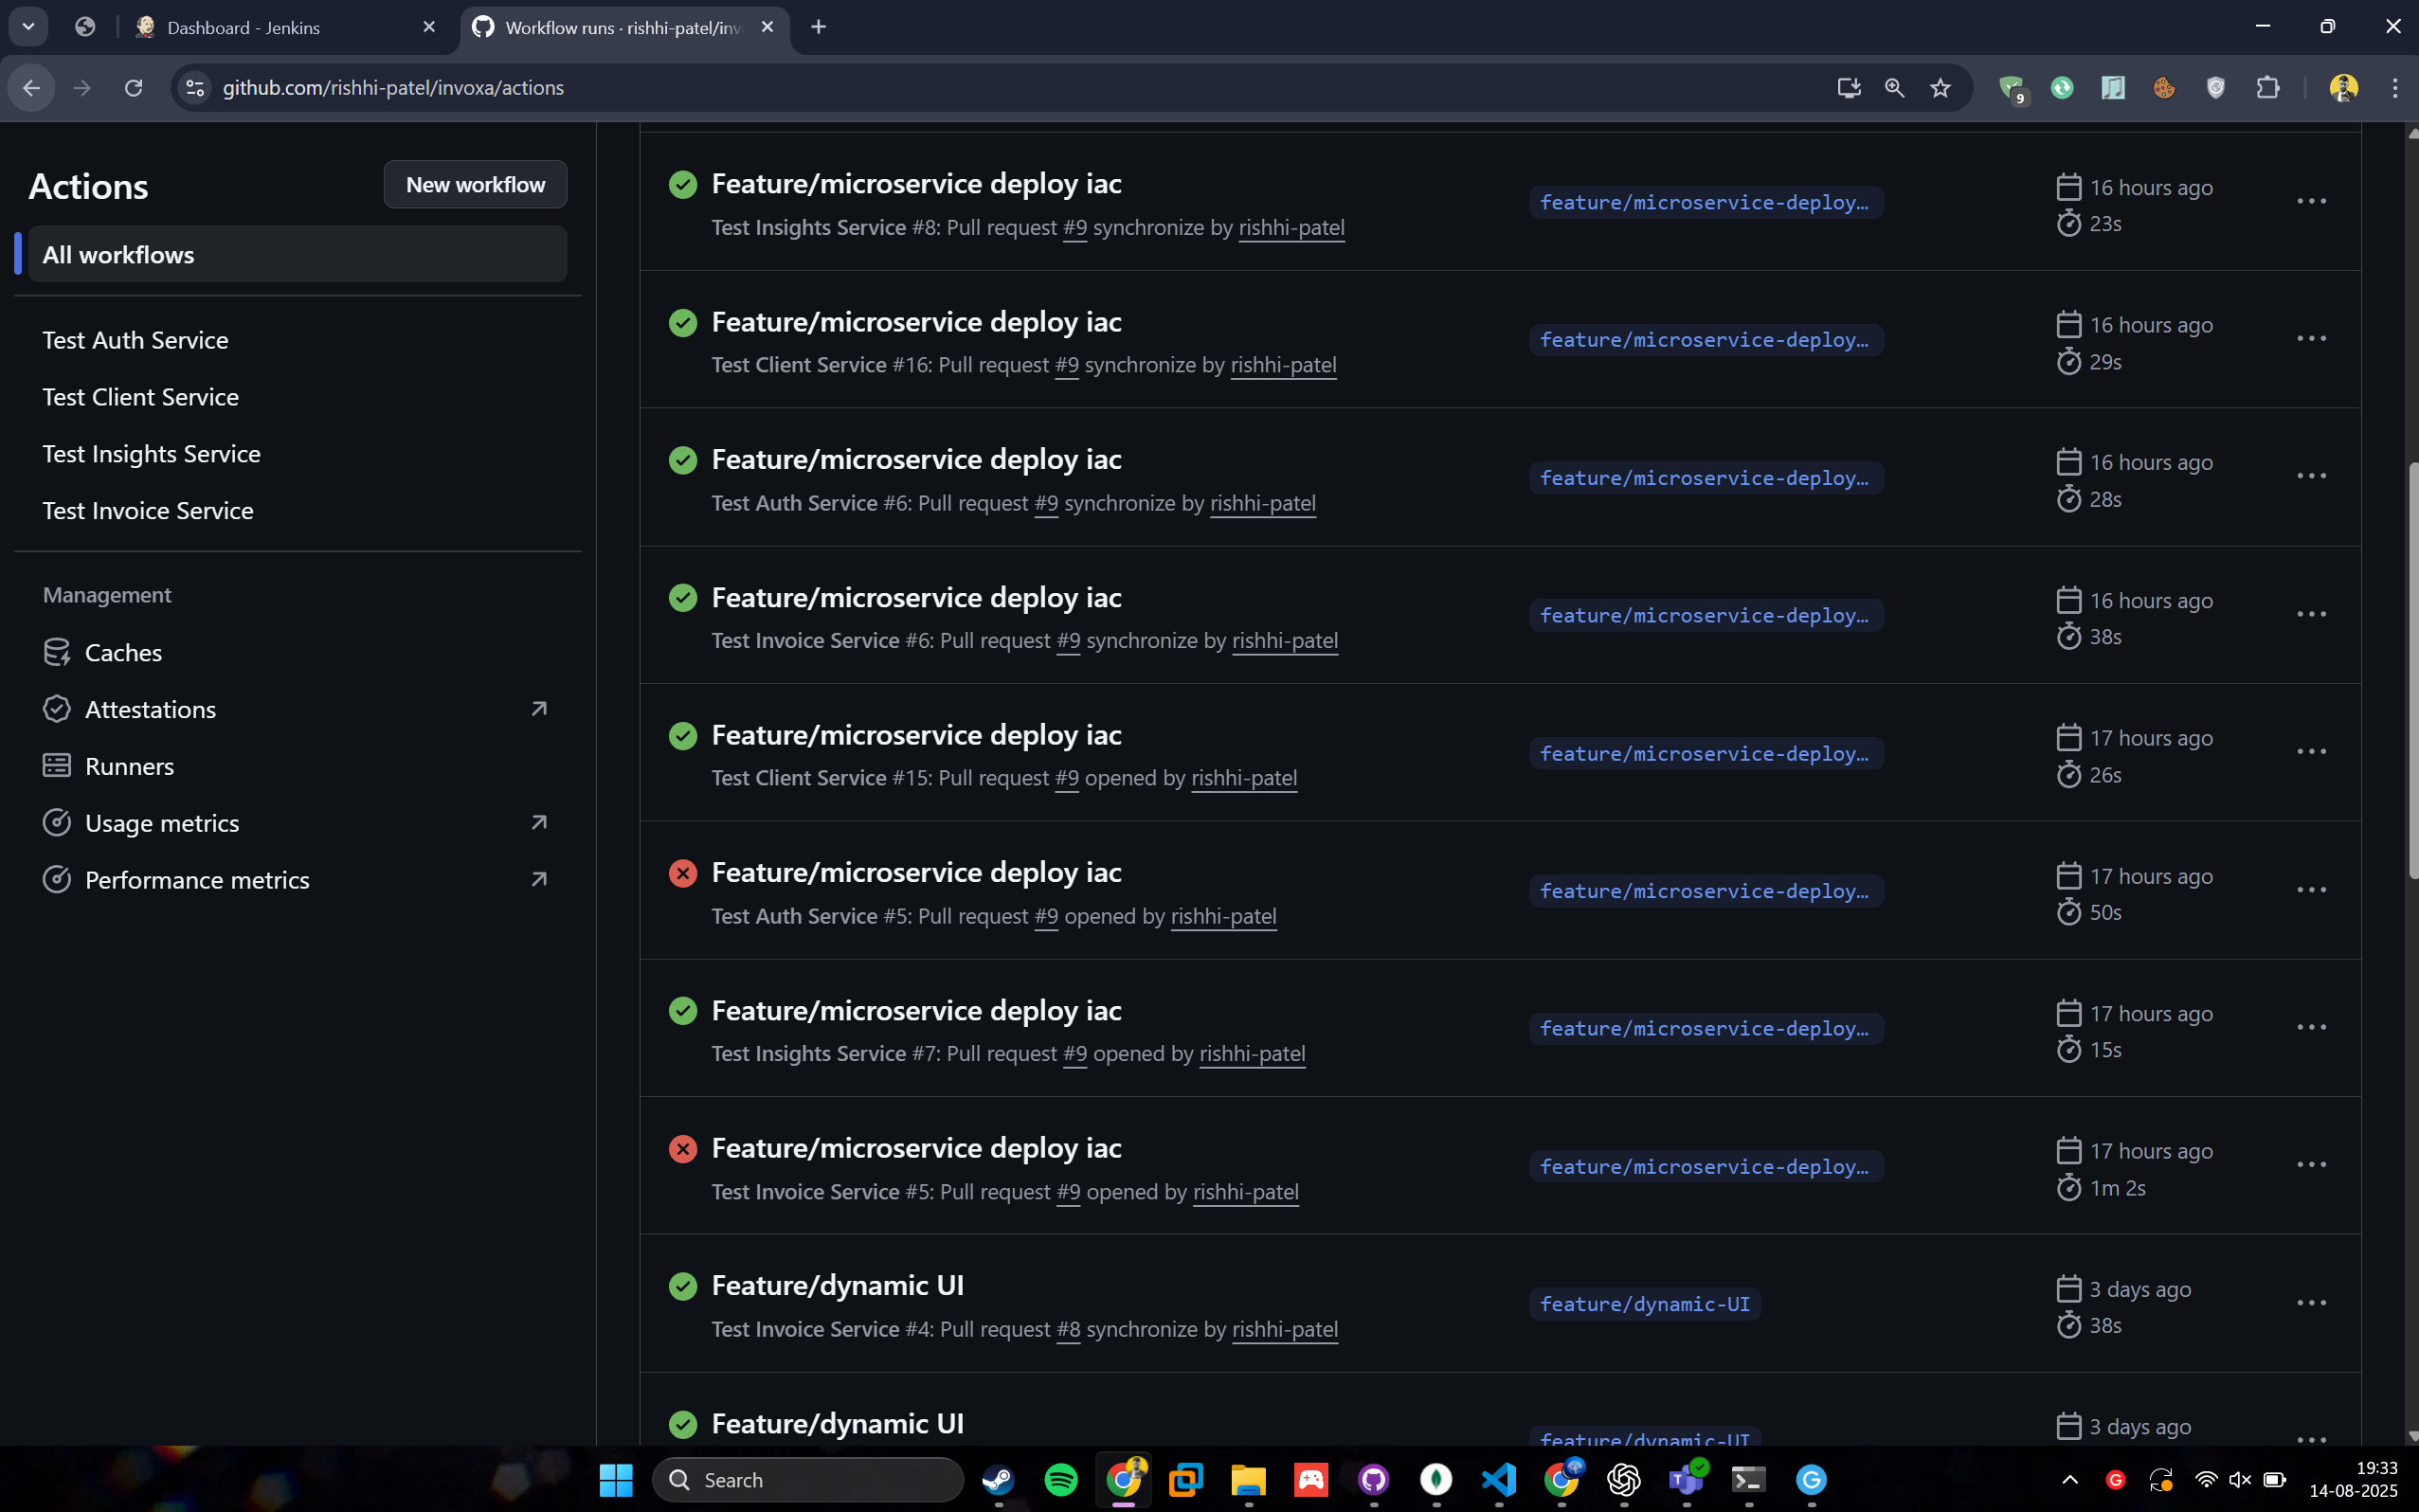 Dashboard - Jenkins
Workflow runs · rishhi-patel/inv
github.com/rishhi-patel/invoxa/actions
9
Actions
New workflow
All workflows
Test Auth Service
Test Client Service
Test Insights Service
Test Invoice Service
Management
Caches
Attestations
Runners
Usage metrics
Performance metrics
Feature/microservice deploy iac
Test Insights Service #8: Pull request #9 synchronize by rishhi-patel
feature/microservice-deploy…
16 hours ago
23s
Feature/microservice deploy iac
Test Client Service #16: Pull request #9 synchronize by rishhi-patel
feature/microservice-deploy…
16 hours ago
29s
Feature/microservice deploy iac
Test Auth Service #6: Pull request #9 synchronize by rishhi-patel
feature/microservice-deploy…
16 hours ago
28s
Feature/microservice deploy iac
Test Invoice Service #6: Pull request #9 synchronize by rishhi-patel
feature/microservice-deploy…
16 hours ago
38s
Feature/microservice deploy iac
Test Client Service #15: Pull request #9 opened by rishhi-patel
feature/microservice-deploy…
17 hours ago
26s
Feature/microservice deploy iac
Test Auth Service #5: Pull request #9 opened by rishhi-patel
feature/microservice-deploy…
17 hours ago
50s
Feature/microservice deploy iac
Test Insights Service #7: Pull request #9 opened by rishhi-patel
feature/microservice-deploy…
17 hours ago
15s
Feature/microservice deploy iac
Test Invoice Service #5: Pull request #9 opened by rishhi-patel
feature/microservice-deploy…
17 hours ago
1m 2s
Feature/dynamic UI
Test Invoice Service #4: Pull request #8 synchronize by rishhi-patel
feature/dynamic-UI
3 days ago
38s
Feature/dynamic UI
feature/dynamic-UI
3 days ago
Search
19:33
14-08-2025